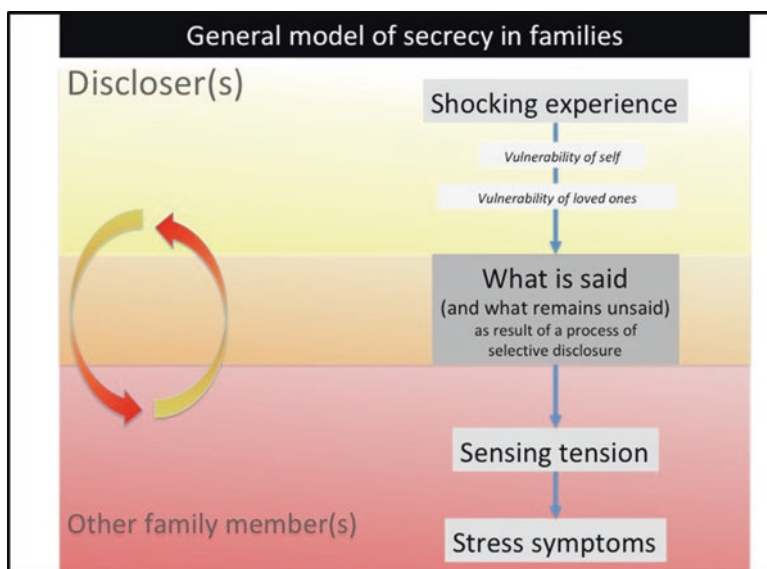 General model of secrecy in families
Discloser(s)
Shocking experience
Vulnerability of self
Vulnerability of loved ones
What is said
(and what remains unsaid)
as result of a process of
selective disclosure
Sensing tension
Other family member(s)
Stress symptoms